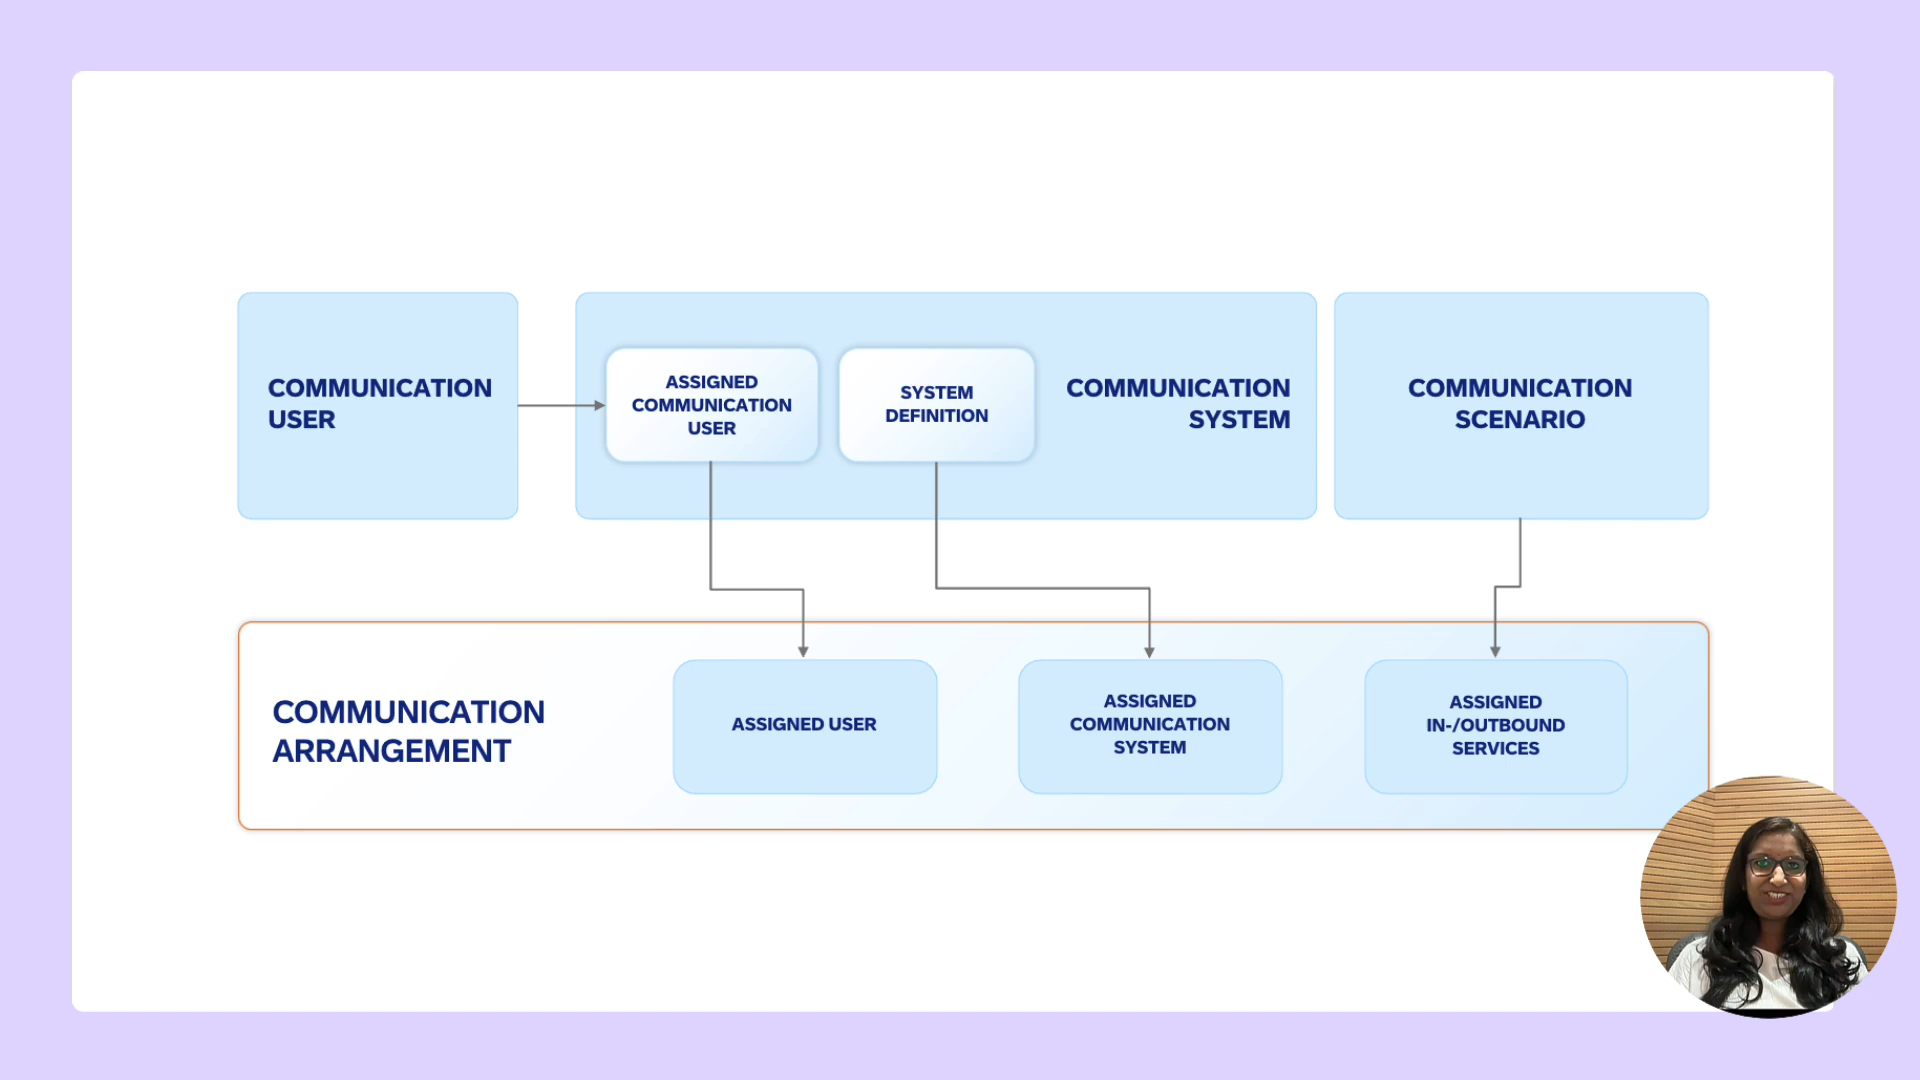 COMMUNICATION
USER
ASSIGNED
COMMUNICATION
USER
SYSTEM
DEFINITION
COMMUNICATION
SYSTEM
COMMUNICATION
SCENARIO
COMMUNICATION
ARRANGEMENT
ASSIGNED USER
ASSIGNED
COMMUNICATION
SYSTEM
ASSIGNED
IN-/OUTBOUND
SERVICES